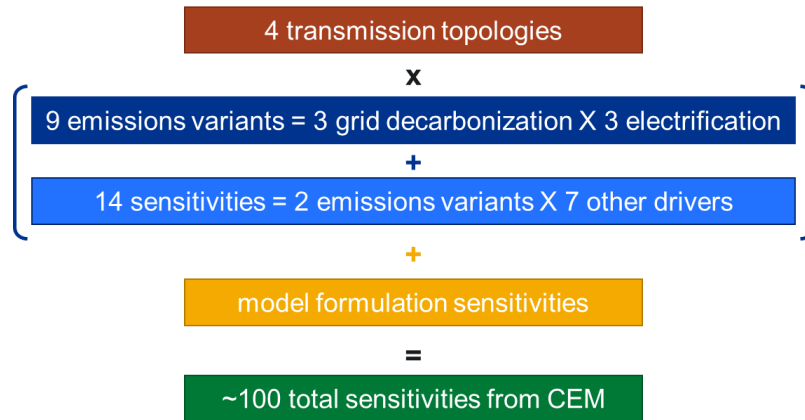 4 transmission topologies
x
9 emissions variants = 3 grid decarbonization X 3 electrification
+
14 sensitivities = 2 emissions variants X 7 other drivers
+
model formulation sensitivities
=
~100 total sensitivities from CEM